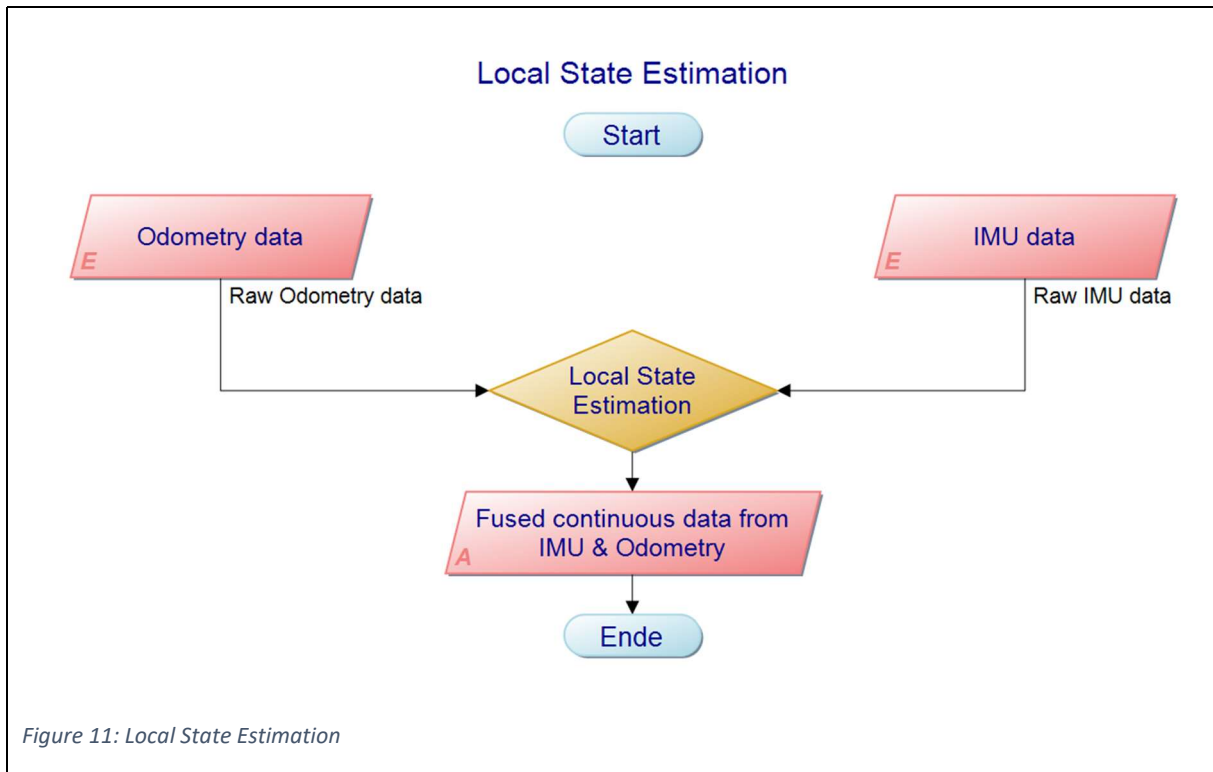 Local State Estimation
Start
Odometry data
E
IMU data
E
Raw Odometry data
Raw IMU data
Local State
Estimation
Fused continuous data from
IMU & Odometry
A
Ende
Figure 11: Local State Estimation